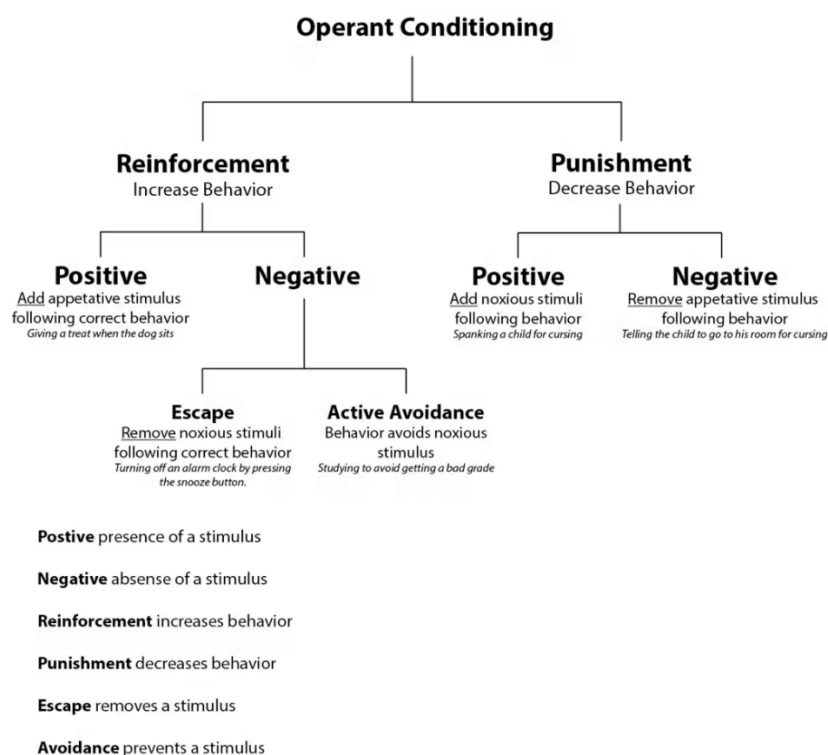 Operant Conditioning
Reinforcement
Increase Behavior
Punishment
Decrease Behavior
Positive
Add appetative stimulus
following correct behavior
Giving a treat when the dog sits
Negative
Positive
Add noxious stimuli
following behavior
Spanking a child for cursing
Negative
Remove appetative stimulus
following behavior
Telling the child to go to his room for cursing
Escape
Remove noxious stimuli
following correct behavior
Turning off an alarm clock by pressing
the snooze button.
Active Avoidance
Behavior avoids noxious
stimulus
Studying to avoid getting a bad grade
Postive presence of a stimulus
Negative absense of a stimulus
Reinforcement increases behavior
Punishment decreases behavior
Escape removes a stimulus
Avoidance prevents a stimulus